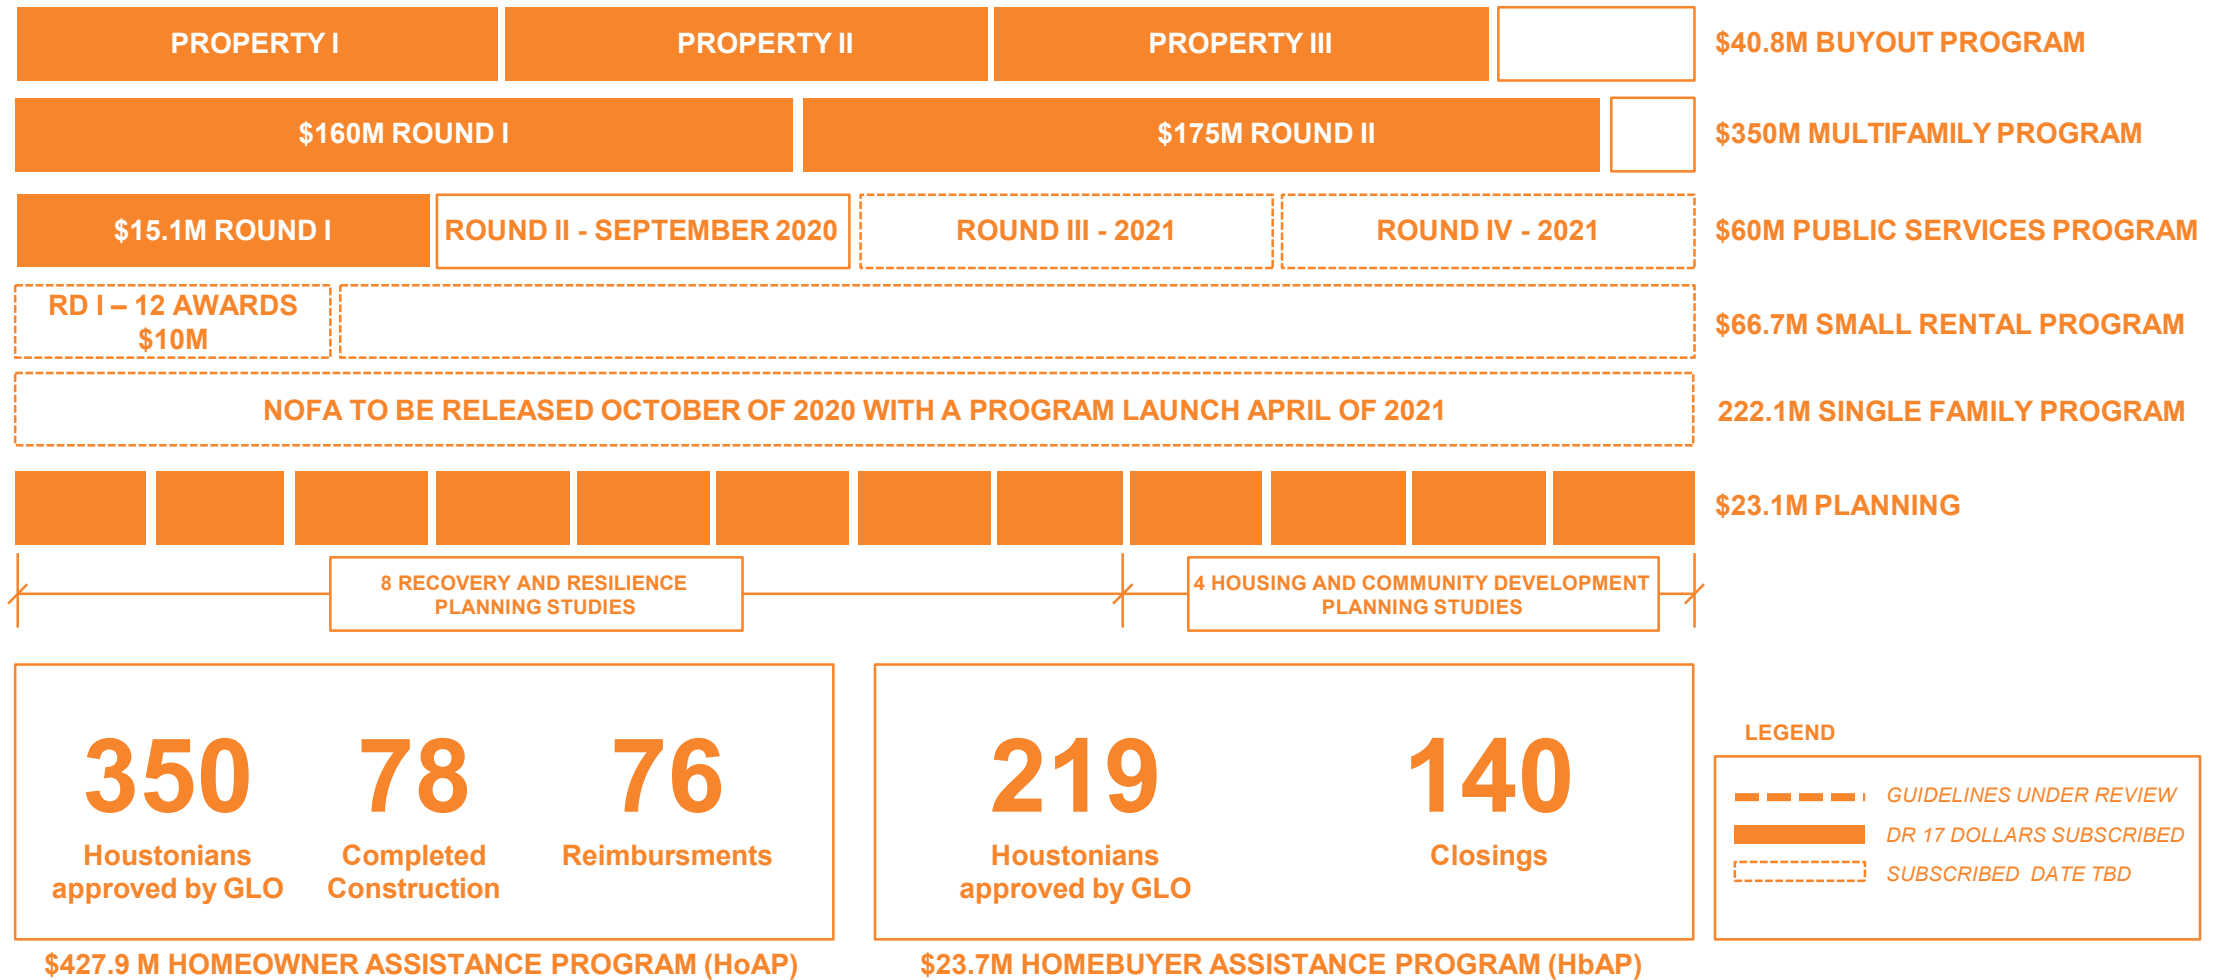 PROPERTY I
PROPERTY II
PROPERTY III
$40.8M BUYOUT PROGRAM
$160M ROUND I
$175M ROUND II
$350M MULTIFAMILY PROGRAM
$15.1M ROUND I
ROUND II - SEPTEMBER 2020
ROUND III - 2021
ROUND IV - 2021
$60M PUBLIC SERVICES PROGRAM
RD I – 12 AWARDS
$10M
$66.7M SMALL RENTAL PROGRAM
NOFA TO BE RELEASED OCTOBER OF 2020 WITH A PROGRAM LAUNCH APRIL OF 2021
222.1M SINGLE FAMILY PROGRAM
$23.1M PLANNING
8 RECOVERY AND RESILIENCE
PLANNING STUDIES
4 HOUSING AND COMMUNITY DEVELOPMENT
PLANNING STUDIES
350
Houstonians
approved by GLO
78
Completed
Construction
76
Reimbursments
$427.9 M HOMEOWNER ASSISTANCE PROGRAM (HoAP)
219
Houstonians
approved by GLO
140
Closings
$23.7M HOMEBUYER ASSISTANCE PROGRAM (HbAP)
LEGEND
GUIDELINES UNDER REVIEW
DR 17 DOLLARS SUBSCRIBED
SUBSCRIBED DATE TBD